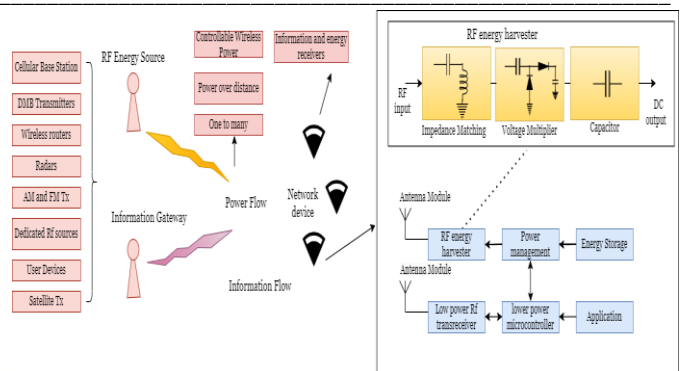 Cellular Base Station
DMB Transmitters
Wireless routers
Radars
AM and FM Tx
Dedicated Rf sources
User Devices
Satellite Tx
RF Energy Source
Information Gateway
Controllable Wireless
Power
Power over distance
One to many
Power Flow
Information Flow
Information and energy
receivers
Network
device
RF energy harvester
RF
input
Impedance Matching
Voltage Multiplier
Capacitor
DC
output
Antenna Module
RF energy
harvester
Power
management
Energy Storage
Antenna Module
Low power Rf
transreceiver
lower power
microcontroller
Application